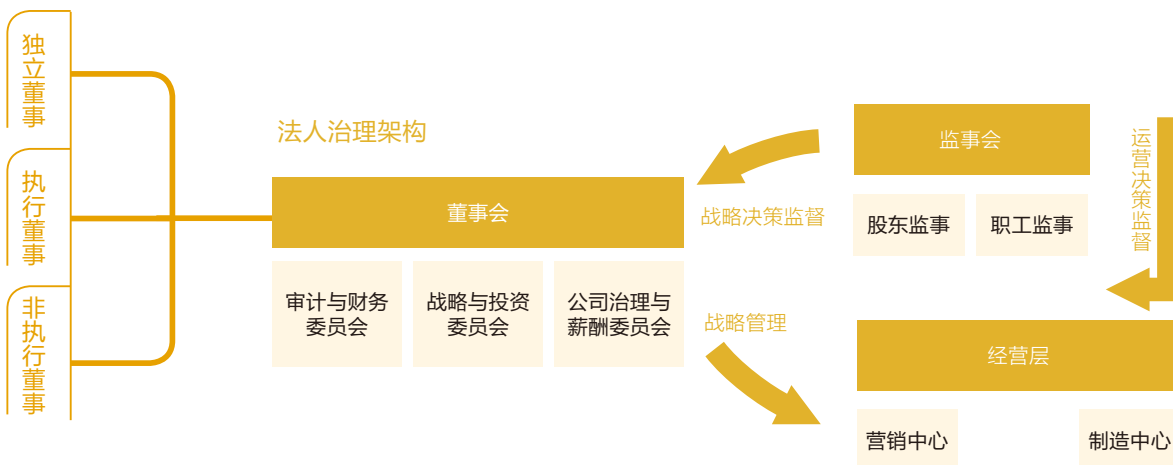 独立董事
执行董事
非执行董事
法人治理架构
董事会
审计与财务
委员会
战略与投资
委员会
公司治理与
薪酬委员会
战略决策监督
战略管理
监事会
股东监事
职工监事
运营决策监督
经营层
营销中心
制造中心